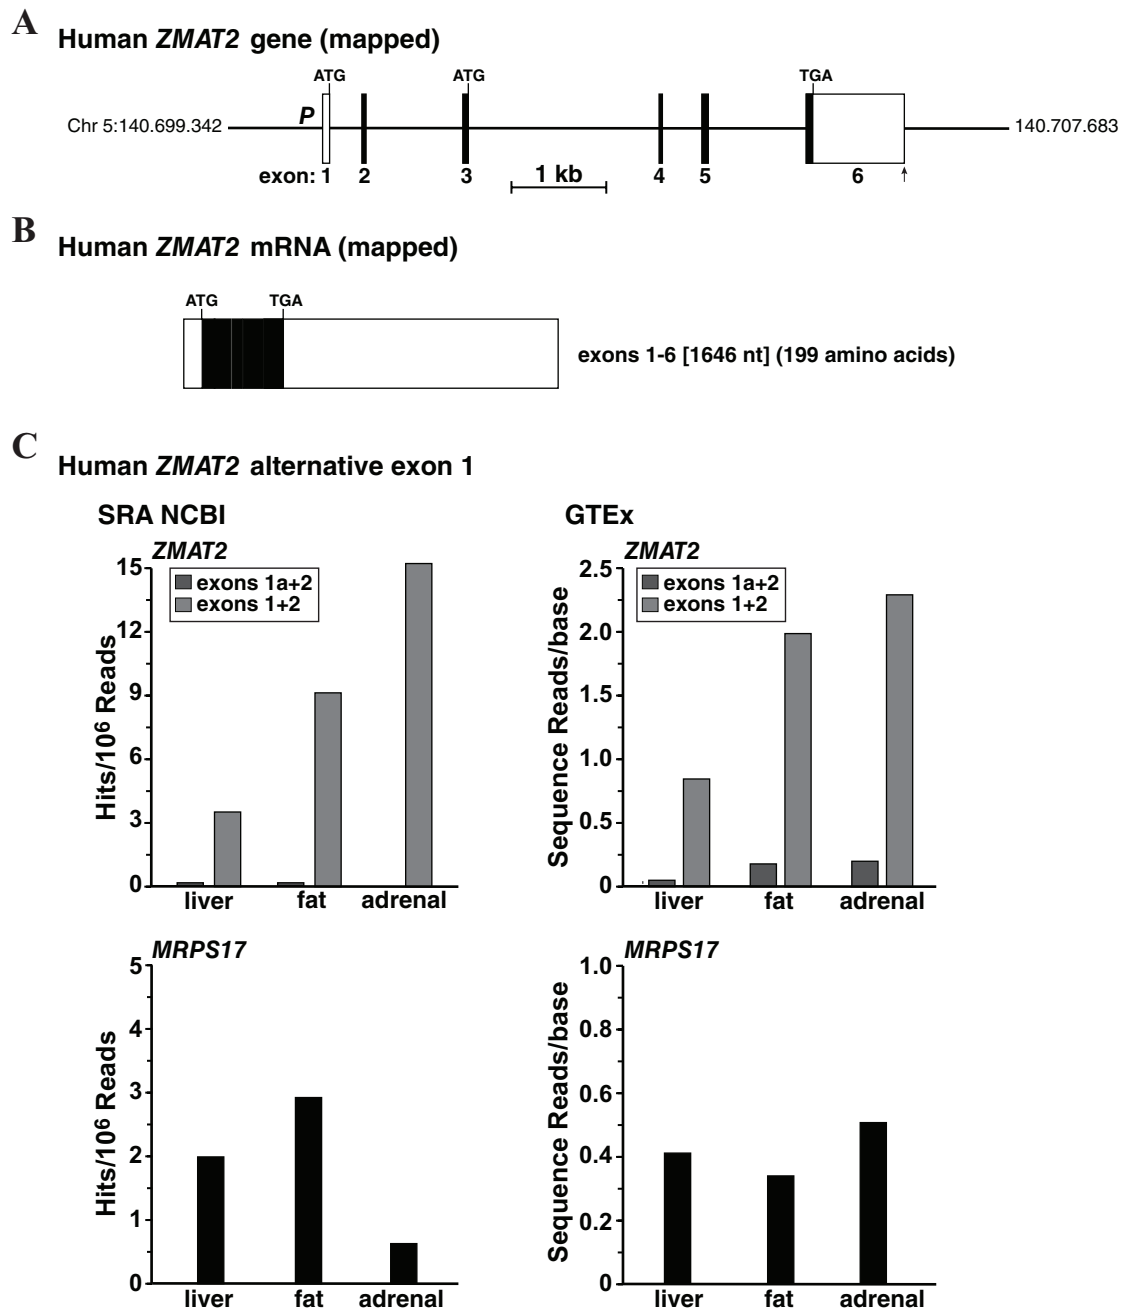 A
Human ZMAT2 gene (mapped)
ATG ATG TGA
Chr 5:140.699.342 P 140.707.683
exon: 1 2 3 4 5 6
1 kb
B
Human ZMAT2 mRNA (mapped)
ATG TGA
exons 1-6 [1646 nt] (199 amino acids)
C
Human ZMAT2 alternative exon 1
SRA NCBI
ZMAT2
exons 1a+2
exons 1+2
Hits/10⁶ Reads
15
12
9
6
3
0
liver fat adrenal
GTEx
ZMAT2
exons 1a+2
exons 1+2
Sequence Reads/base
2.5
2.0
1.5
1.0
0.5
0
liver fat adrenal
MRPS17
Hits/10⁶ Reads
5
4
3
2
1
0
liver fat adrenal
MRPS17
Sequence Reads/base
1.0
0.8
0.6
0.4
0.2
0
liver fat adrenal